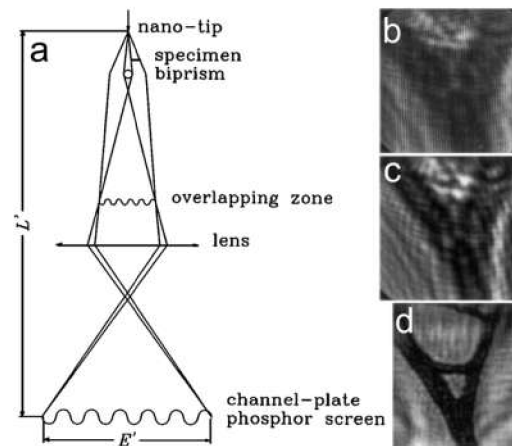 a
nano-tip
specimen
biprism
overlapping zone
lens
L'
channel-plate
phosphor screen
E'
b
c
d